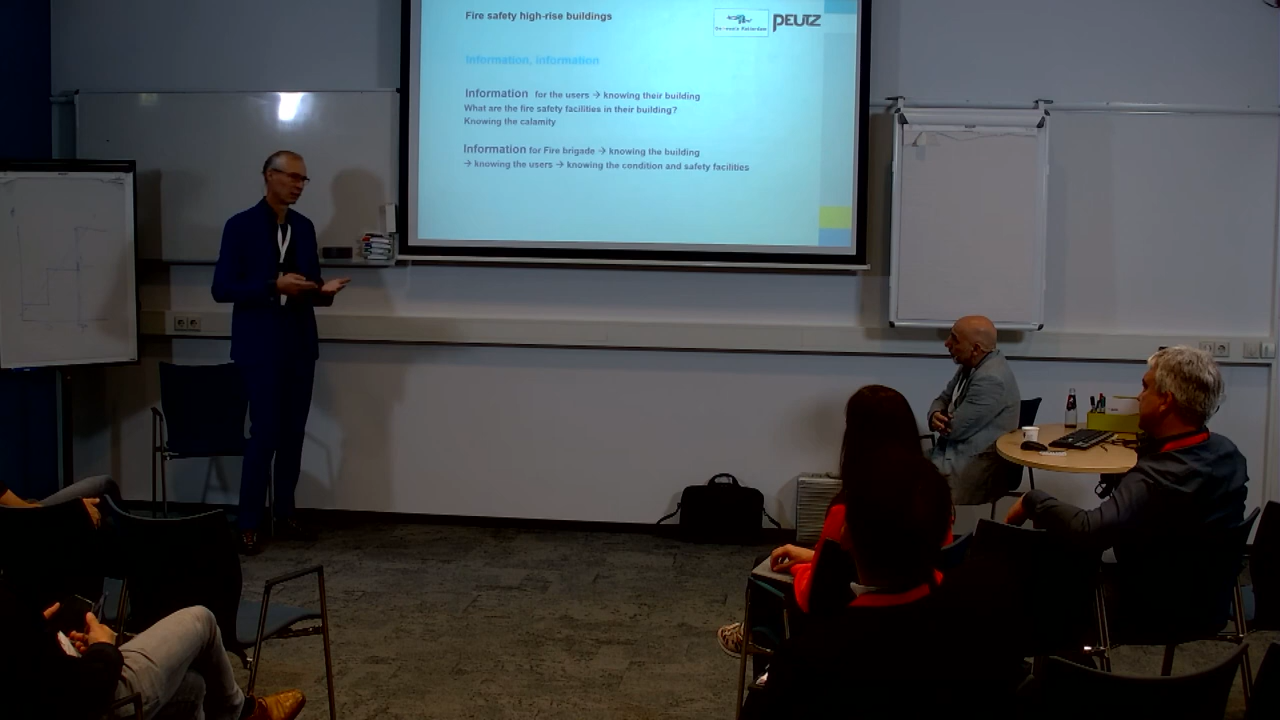 Fire safety high-rise buildings
PEUTZ
Information, Information
Information for the users → knowing their building
What are the fire safety facilities in their building?
Knowing the calamity
Information for Fire brigade → knowing the building
→ knowing the users → knowing the condition and safety facilities